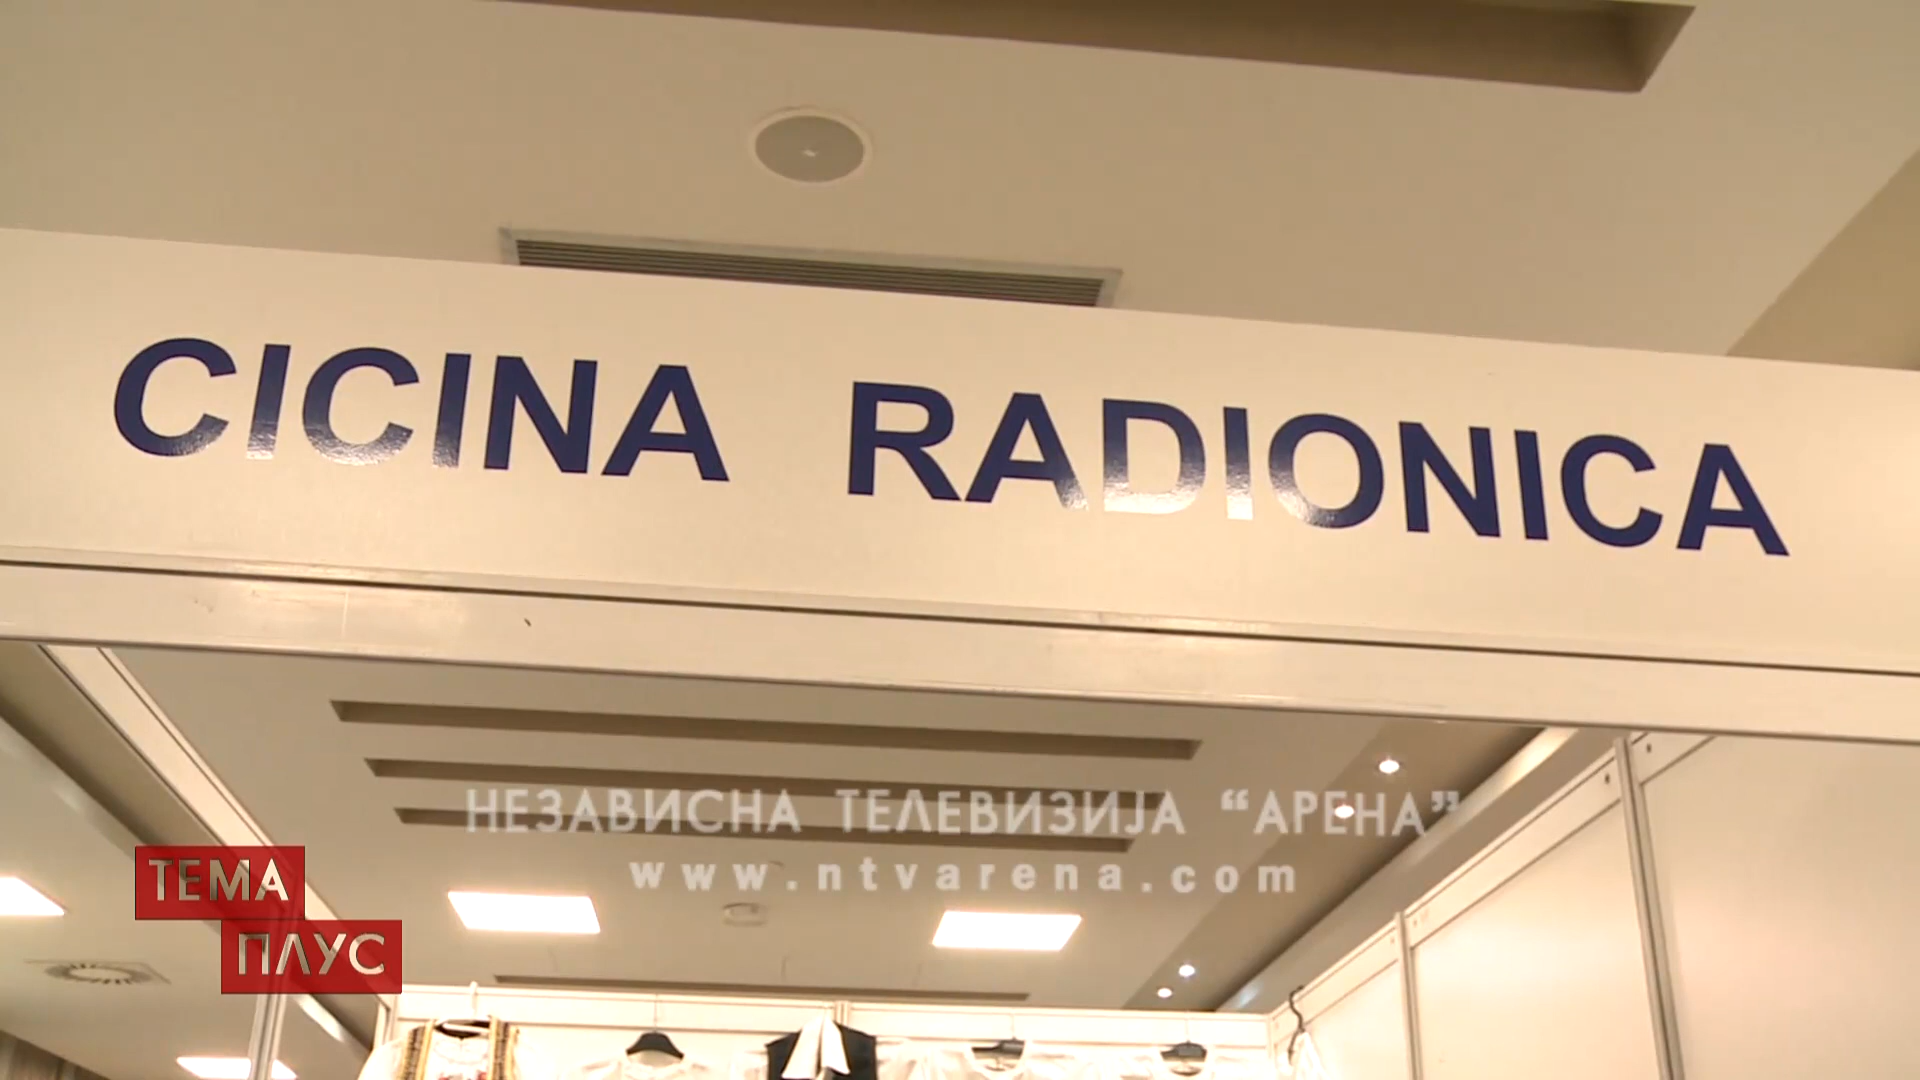 CICINA RADIONICA
НЕЗАВИСНА ТЕЛЕВИЗИЈА “АРЕНА”
www.ntvarena.com
ТЕМА
ПЛУС